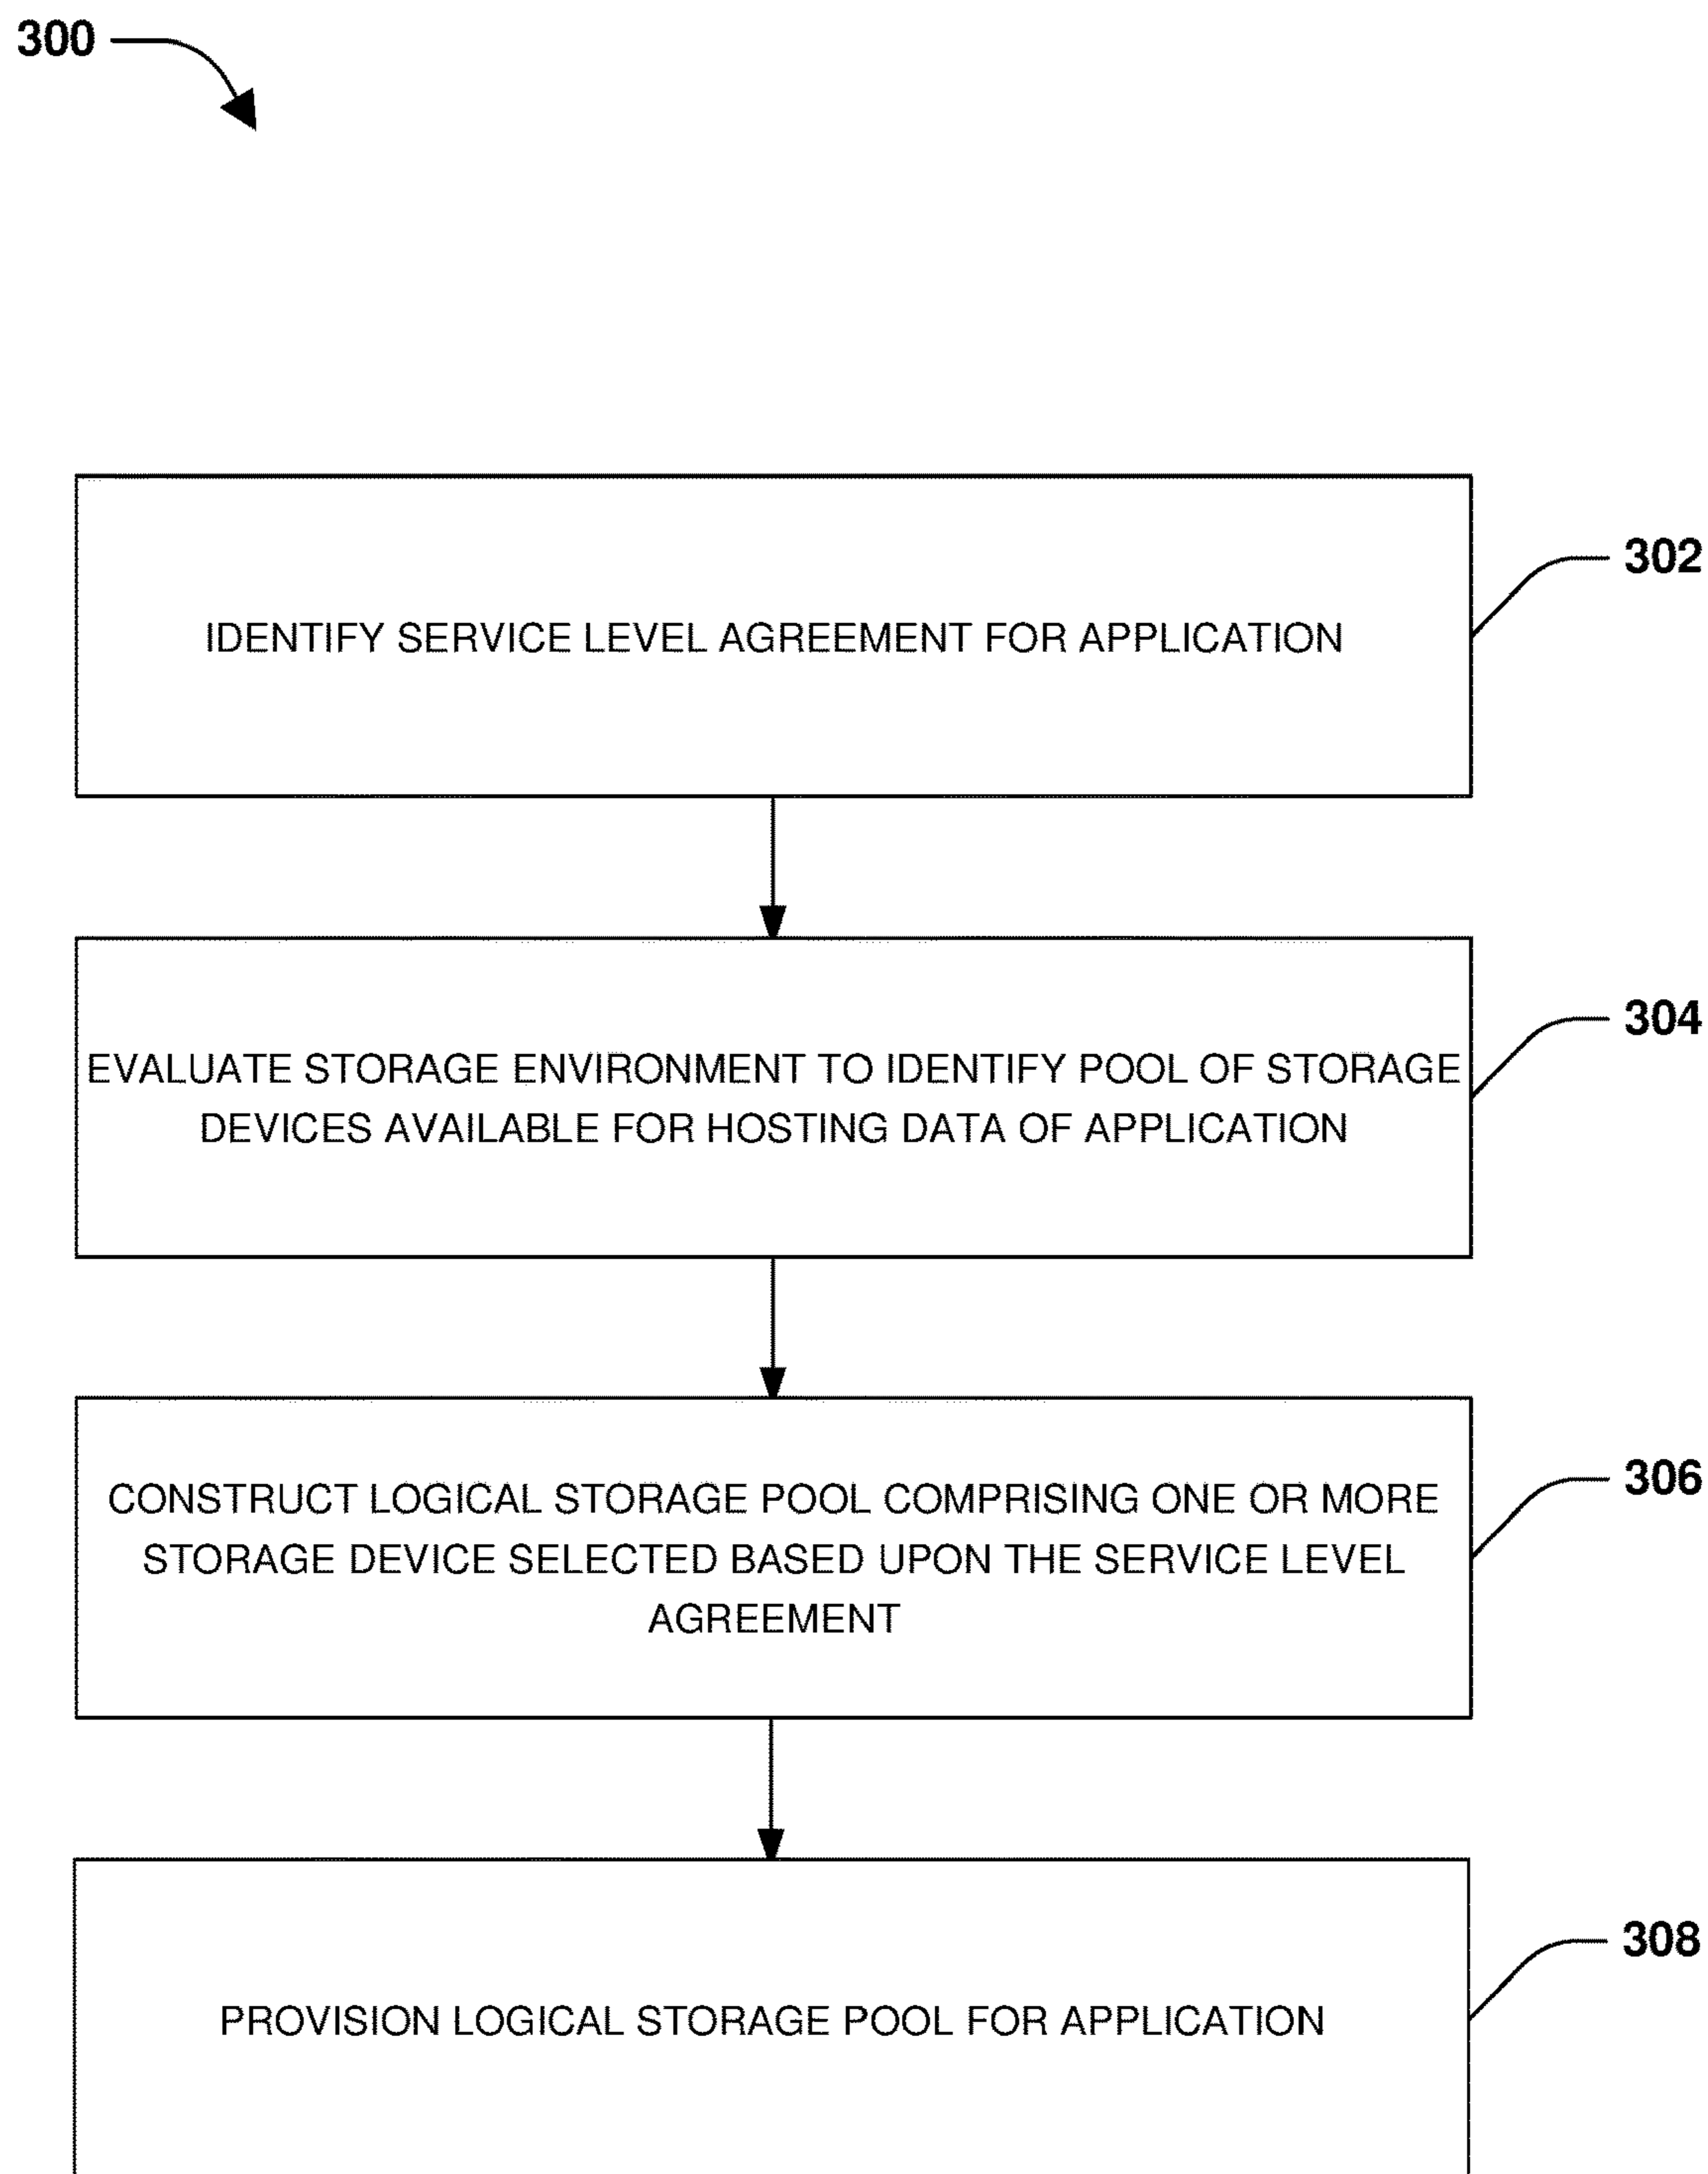 300
302
IDENTIFY SERVICE LEVEL AGREEMENT FOR APPLICATION
304
EVALUATE STORAGE ENVIRONMENT TO IDENTIFY POOL OF STORAGE
DEVICES AVAILABLE FOR HOSTING DATA OF APPLICATION
306
CONSTRUCT LOGICAL STORAGE POOL COMPRISING ONE OR MORE
STORAGE DEVICE SELECTED BASED UPON THE SERVICE LEVEL
AGREEMENT
308
PROVISION LOGICAL STORAGE POOL FOR APPLICATION